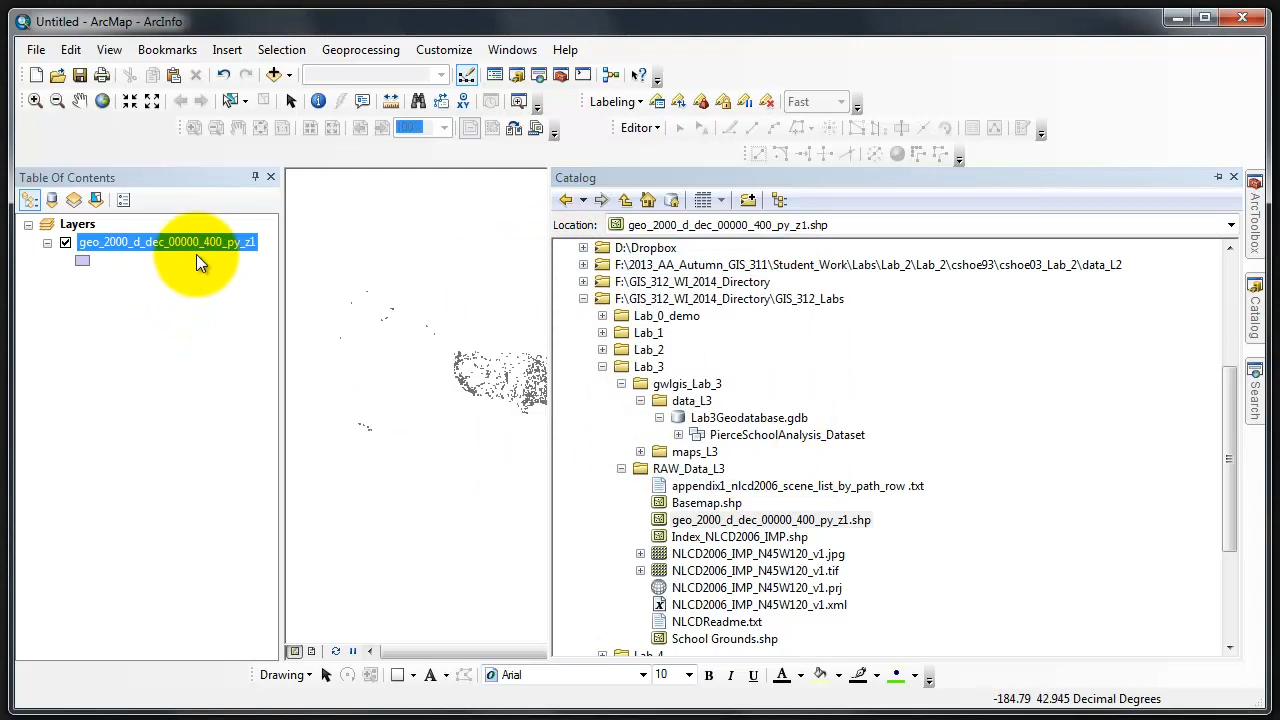 Untitled - ArcMap - ArcInfo
File Edit View Bookmarks Insert Selection Geoprocessing Customize Windows Help
Labeling Fast
100% Editor
Table Of Contents
Catalog
Layers
geo_2000_d_dec_00000_400_py_z1
Location: geo_2000_d_dec_00000_400_py_z1.shp
D:\Dropbox
F:\2013_AA_Autumn_GIS_311\Student_Work\Labs\Lab_2\Lab_2\cshoe93\cshoe03_Lab_2\data_L2
F:\GIS_312_WI_2014_Directory
F:\GIS_312_WI_2014_Directory\GIS_312_Labs
Lab_0_demo
Lab_1
Lab_2
Lab_3
gwlgis_Lab_3
data_L3
Lab3Geodatabase.gdb
PierceSchoolAnalysis_Dataset
maps_L3
RAW_Data_L3
appendix1_nlcd2006_scene_list_by_path_row .txt
Basemap.shp
geo_2000_d_dec_00000_400_py_z1.shp
Index_NLCD2006_IMP.shp
NLCD2006_IMP_N45W120_v1.jpg
NLCD2006_IMP_N45W120_v1.tif
NLCD2006_IMP_N45W120_v1.prj
NLCD2006_IMP_N45W120_v1.xml
NLCDReadme.txt
School Grounds.shp
Lab_4
ArcToolbox
Catalog
Search
Drawing A Arial 10 B I U A
-184.79 42.945 Decimal Degrees